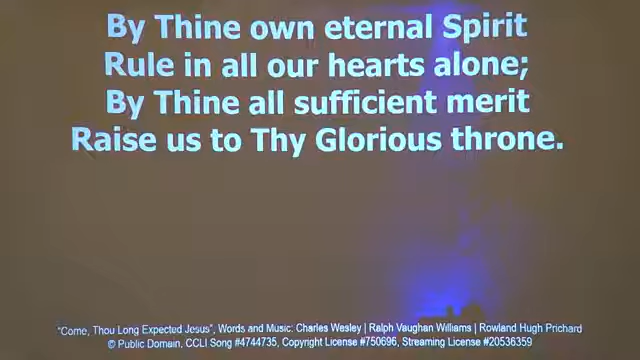 By Thine own eternal Spirit
Rule in all our hearts alone;
By Thine all sufficient merit
Raise us to Thy Glorious throne.
"Come, Thou Long Expected Jesus", Words and Music: Charles Wesley | Ralph Vaughan Williams | Rowland Hugh Prichard
© Public Domain, CCLI Song #4744735, Copyright License #750696, Streaming License #20536359